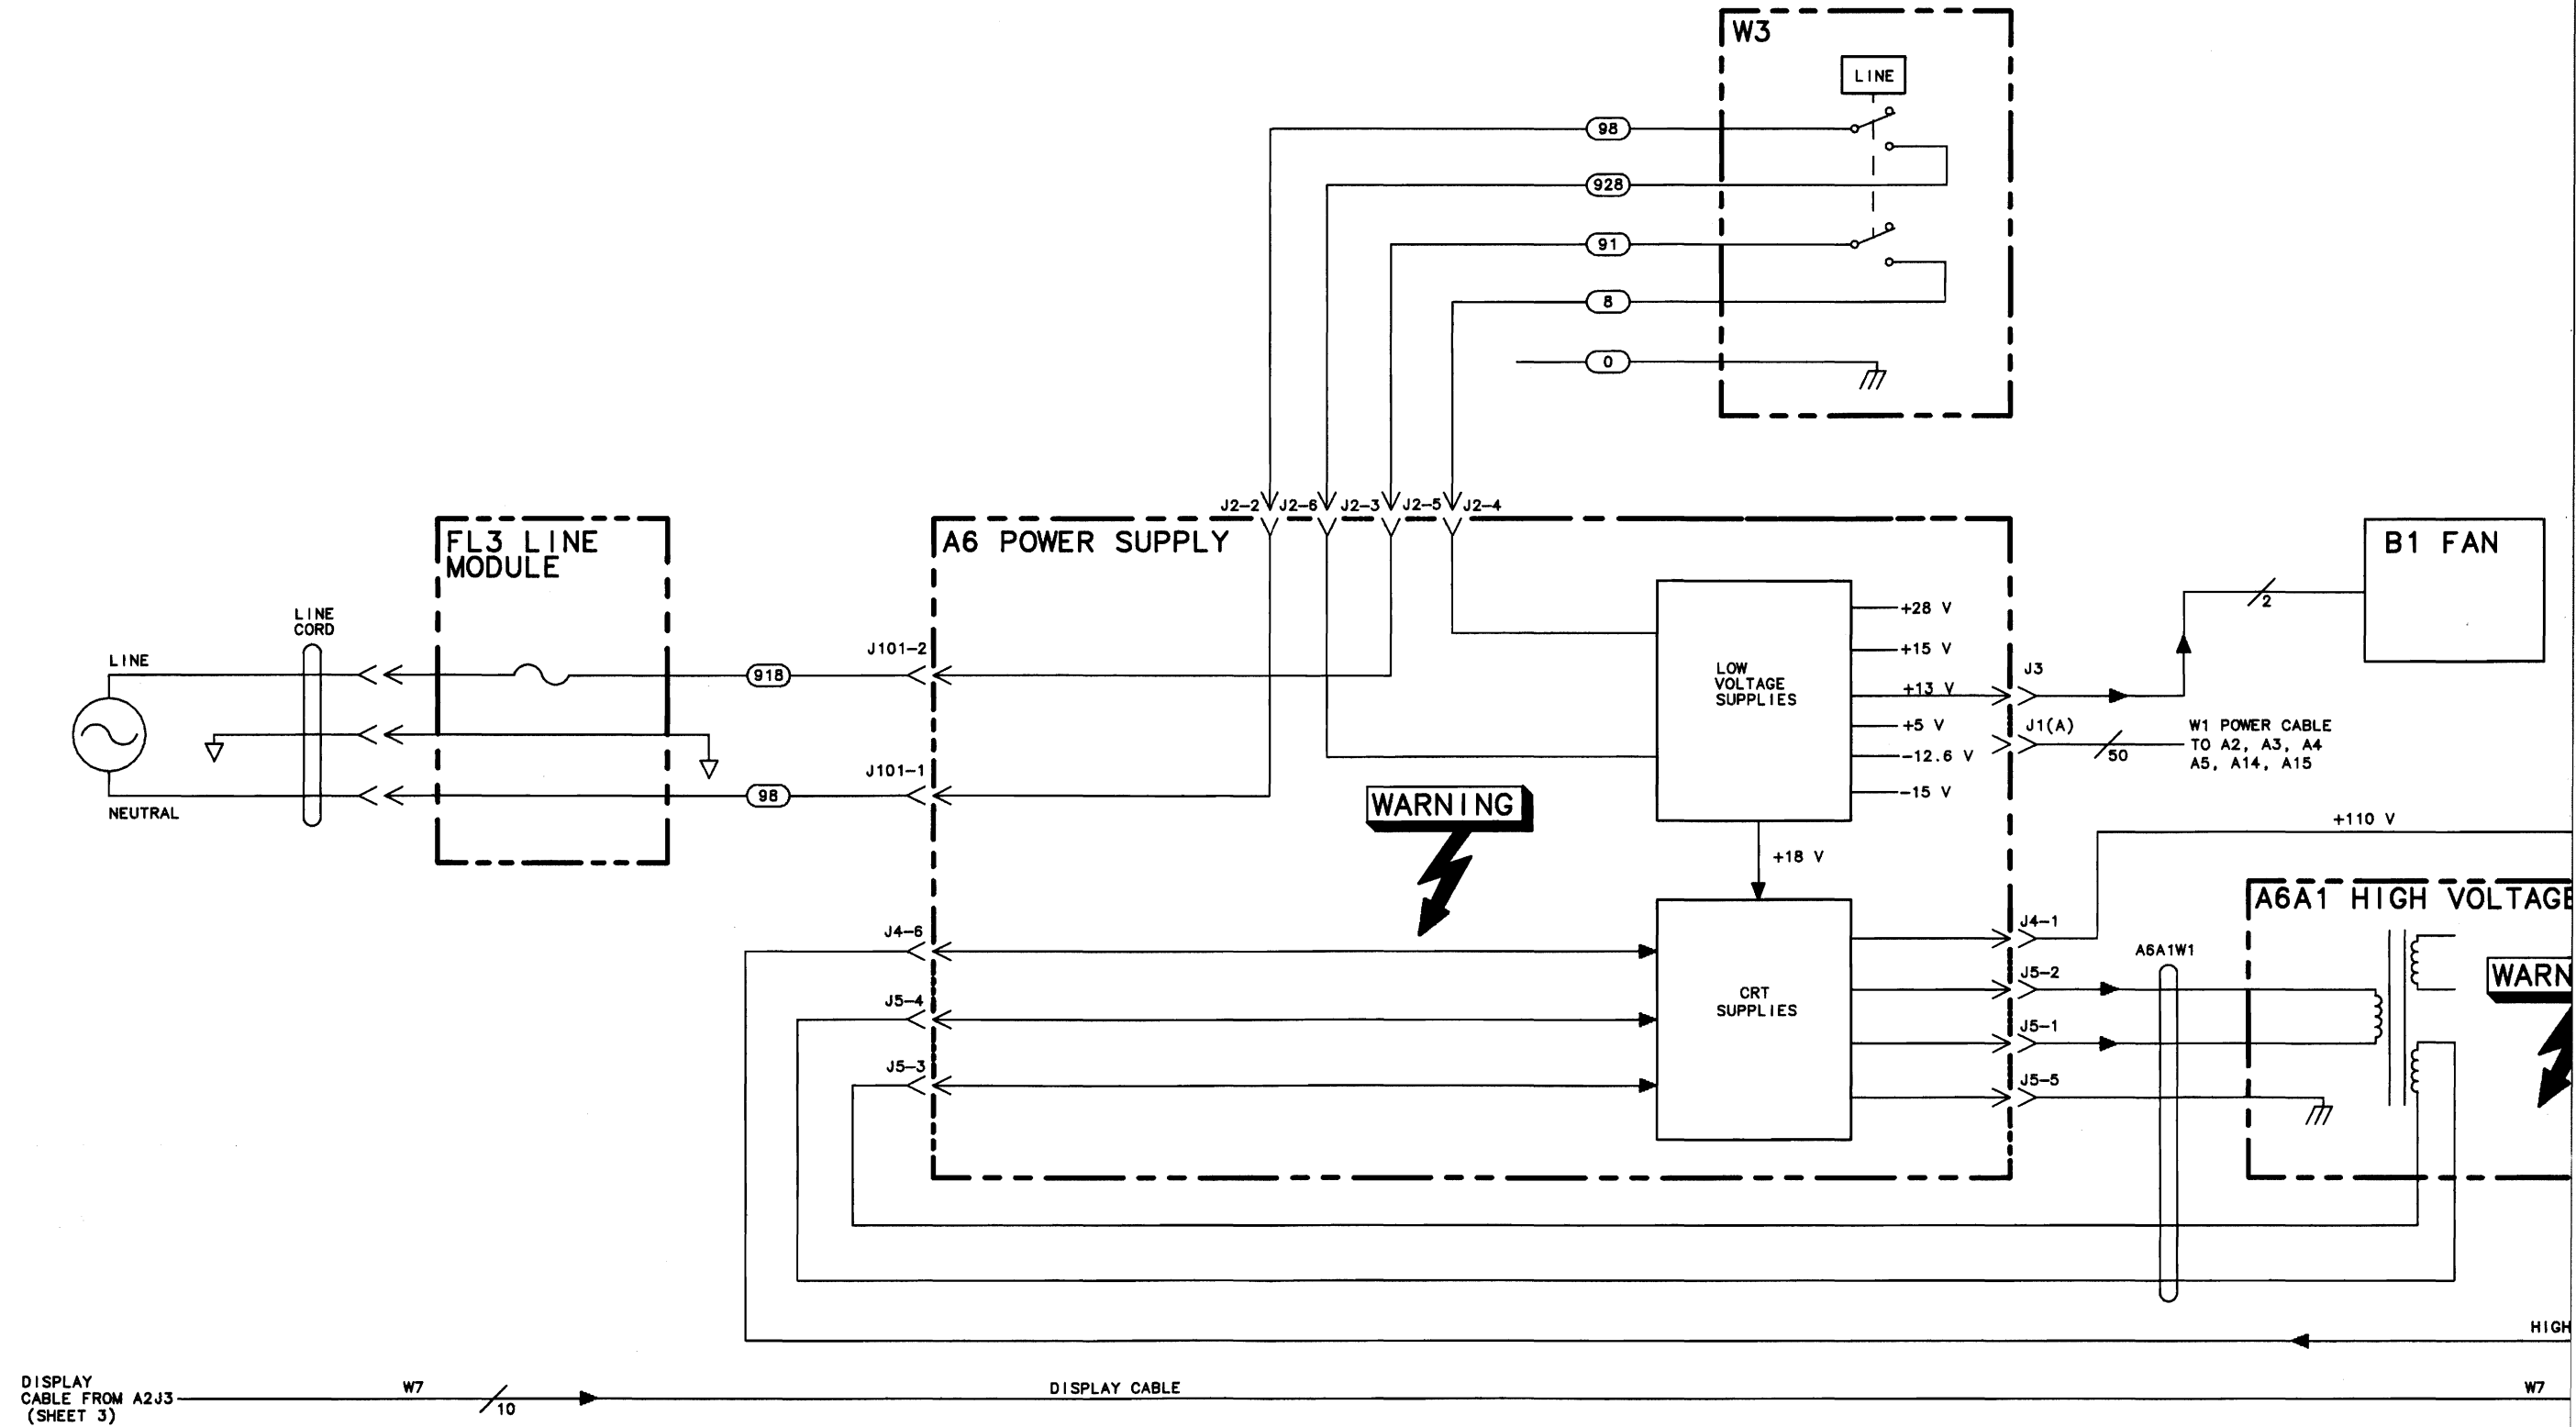 W3
LINE
98
928
91
8
0
J2-2
J2-6
J2-3
J2-5
J2-4
FL3 LINE
MODULE
A6 POWER SUPPLY
B1 FAN
2
LINE
CORD
LINE
NEUTRAL
918
98
J101-2
J101-1
LOW
VOLTAGE
SUPPLIES
+28 V
+15 V
+13 V
+5 V
-12.6 V
-15 V
J3
J1(A)
50
W1 POWER CABLE
TO A2, A3, A4
A5, A14, A15
WARNING
+18 V
+110 V
A6A1 HIGH VOLTAGE
WARN
J4-6
J5-4
J5-3
CRT
SUPPLIES
J4-1
J5-2
J5-1
J5-5
A6A1W1
HIGH
DISPLAY
CABLE FROM A2J3
(SHEET 3)
W7
10
DISPLAY CABLE
W7